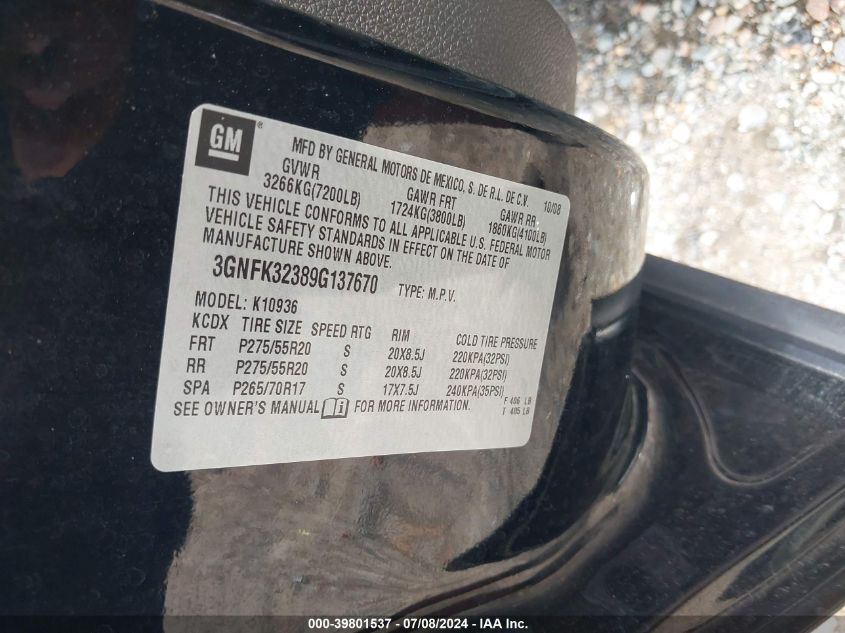 GM ®
MFD BY GENERAL MOTORS DE MEXICO, S. DE R.L. DE C.V. 10/08
GVWR GAWR FRT GAWR RR
3266KG(7200LB) 1724KG(3800LB) 1860KG(4100LB)
THIS VEHICLE CONFORMS TO ALL APPLICABLE U.S. FEDERAL MOTOR
VEHICLE SAFETY STANDARDS IN EFFECT ON THE DATE OF
MANUFACTURE SHOWN ABOVE.
3GNFK32389G137670 TYPE: M.P.V.
MODEL: K10936
KCDX TIRE SIZE SPEED RTG RIM COLD TIRE PRESSURE
FRT P275/55R20 S 20X8.5J 220KPA(32PSI)
RR P275/55R20 S 20X8.5J 220KPA(32PSI)
SPA P265/70R17 S 17X7.5J 240KPA(35PSI)
SEE OWNER'S MANUAL FOR MORE INFORMATION.
F 406 LB
T 405 LB
000-39801537 - 07/08/2024 - IAA Inc.